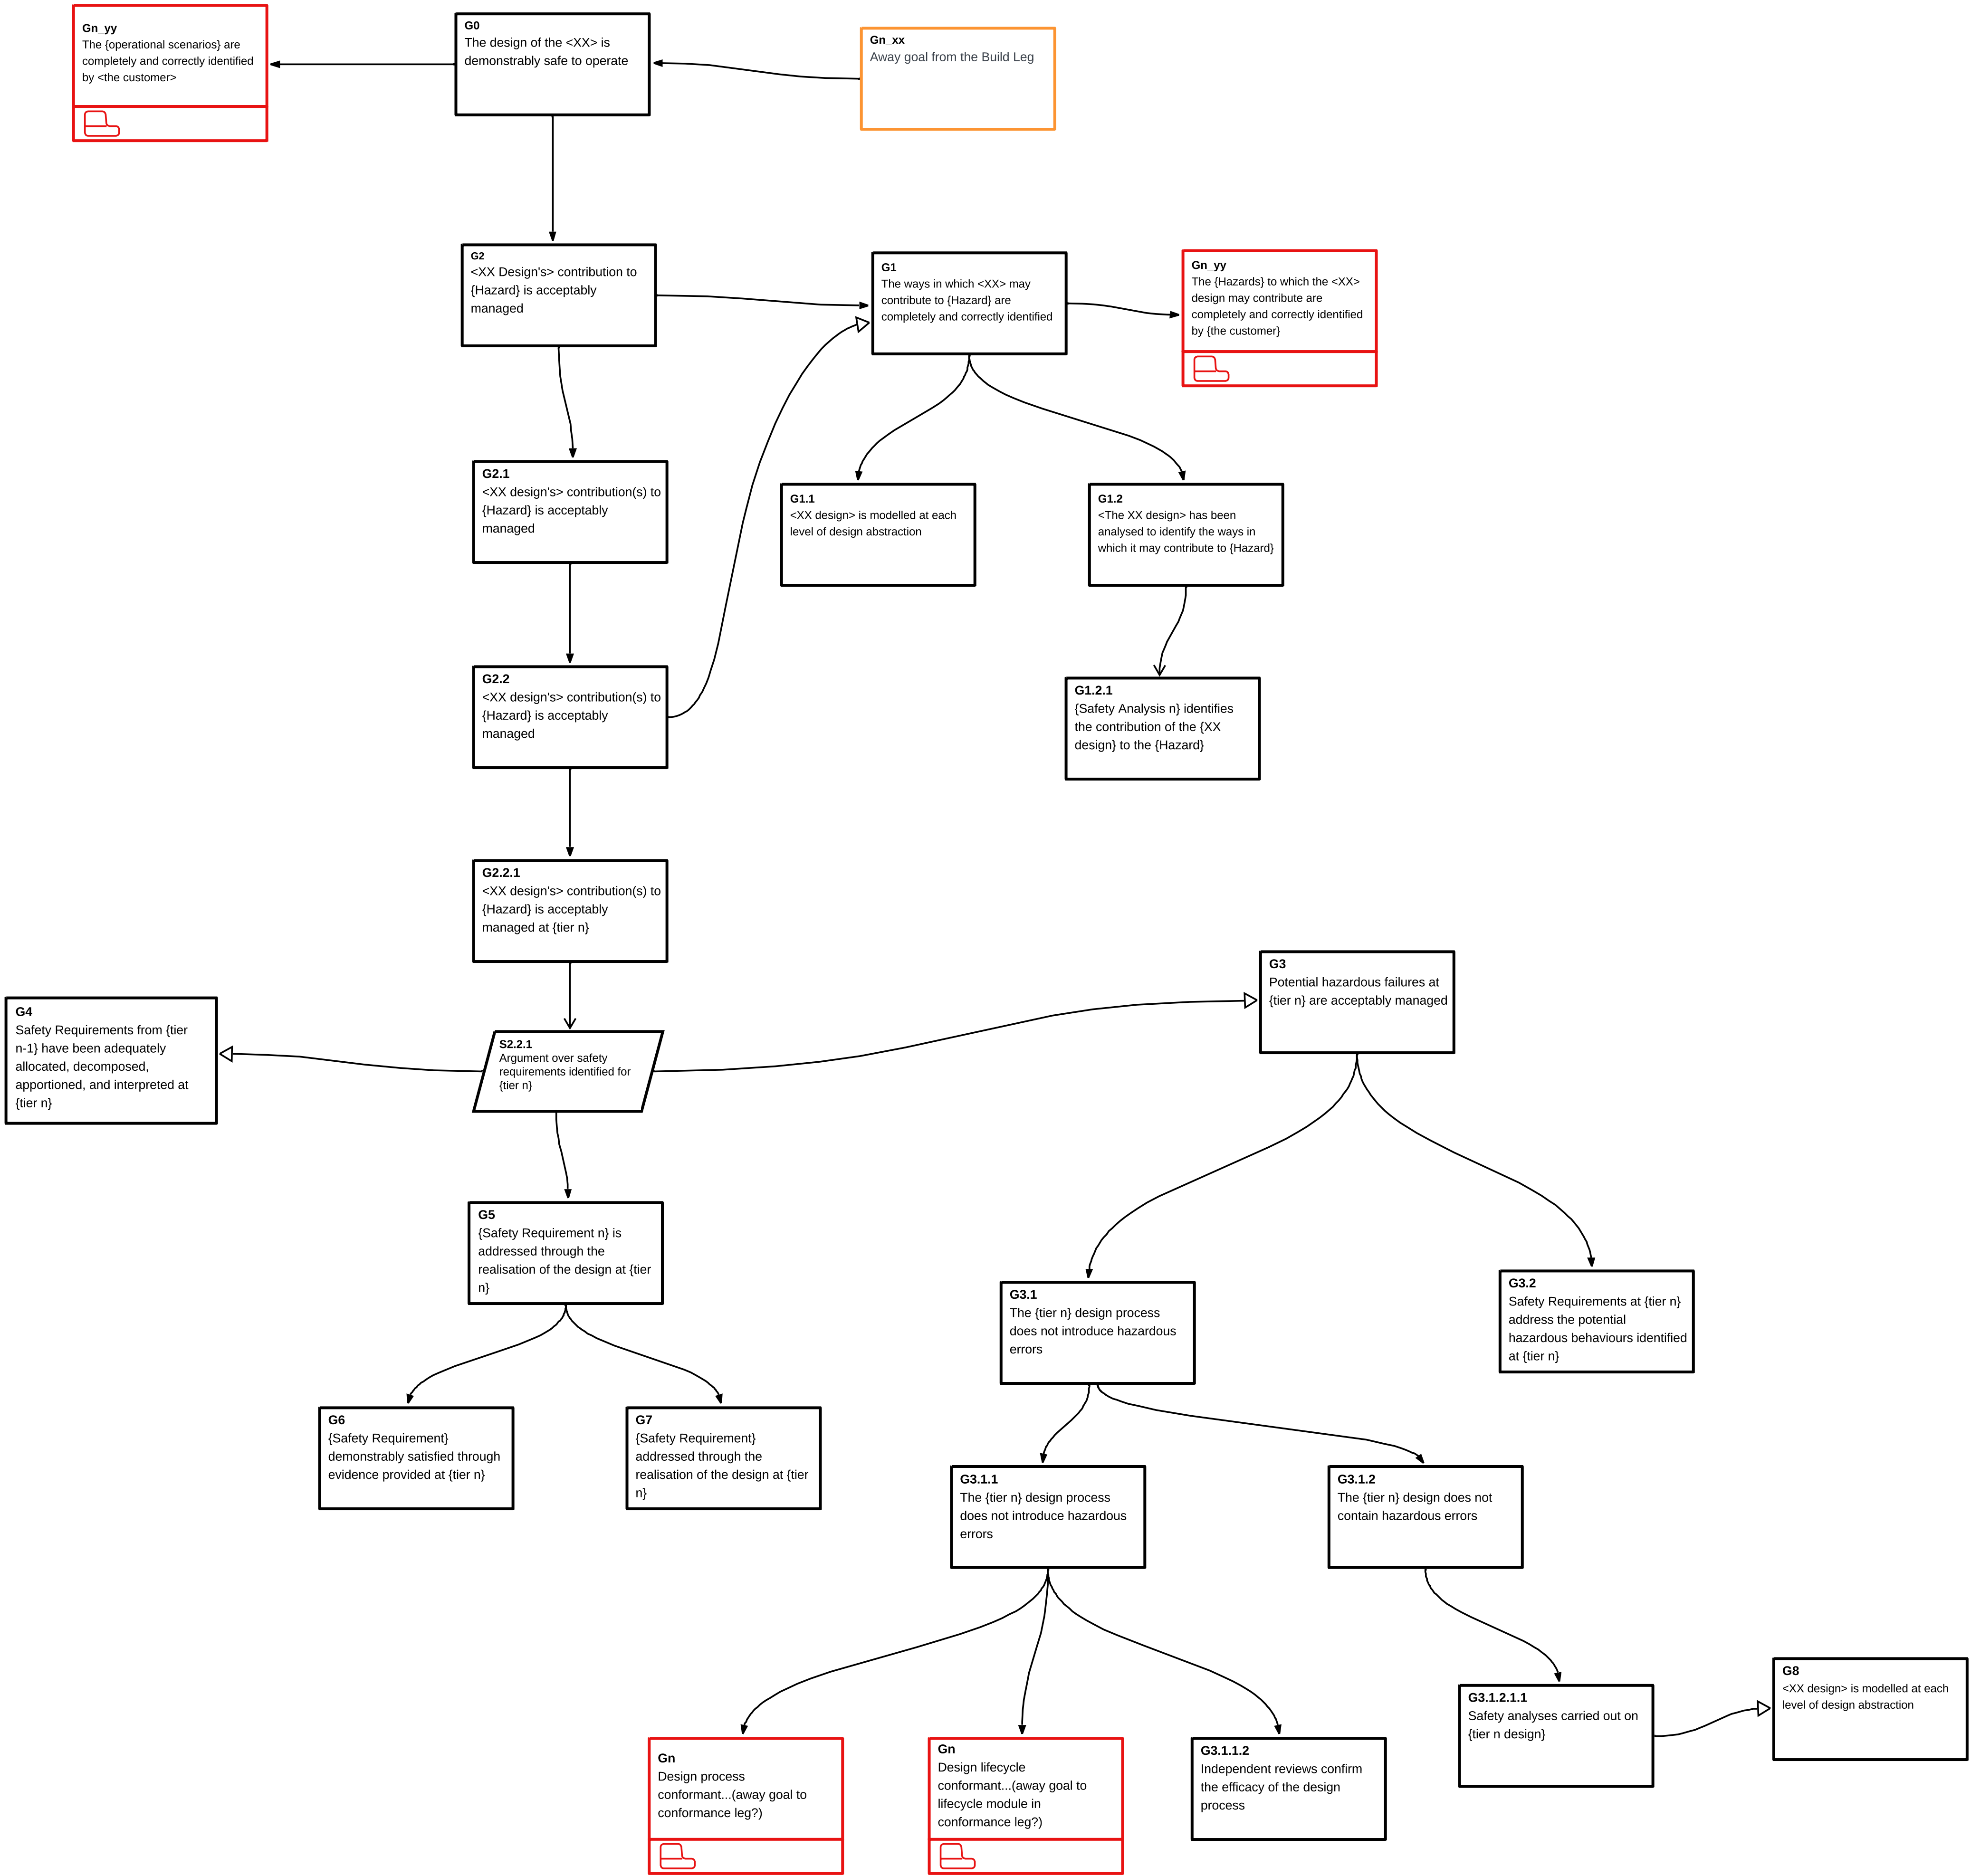 Gn_yy
The {operational scenarios} are
completely and correctly identified
by <the customer>
G0
The design of the <XX> is
demonstrably safe to operate
Gn_xx
Away goal from the Build Leg
G2
<XX Design's> contribution to
{Hazard} is acceptably
managed
G1
The ways in which <XX> may
contribute to {Hazard} are
completely and correctly identified
Gn_yy
The {Hazards} to which the <XX>
design may contribute are
completely and correctly identified
by {the customer}
G2.1
<XX design's> contribution(s) to
{Hazard} is acceptably
managed
G1.1
<XX design> is modelled at each
level of design abstraction
G1.2
<The XX design> has been
analysed to identify the ways in
which it may contribute to {Hazard}
G2.2
<XX design's> contribution(s) to
{Hazard} is acceptably
managed
G1.2.1
{Safety Analysis n} identifies
the contribution of the {XX
design} to the {Hazard}
G2.2.1
<XX design's> contribution(s) to
{Hazard} is acceptably
managed at {tier n}
G3
Potential hazardous failures at
{tier n} are acceptably managed
G4
Safety Requirements from {tier
n-1} have been adequately
allocated, decomposed,
apportioned, and interpreted at
{tier n}
S2.2.1
Argument over safety
requirements identified for
{tier n}
G5
{Safety Requirement n} is
addressed through the
realisation of the design at {tier
n}
G3.1
The {tier n} design process
does not introduce hazardous
errors
G3.2
Safety Requirements at {tier n}
address the potential
hazardous behaviours identified
at {tier n}
G6
{Safety Requirement}
demonstrably satisfied through
evidence provided at {tier n}
G7
{Safety Requirement}
addressed through the
realisation of the design at {tier
n}
G3.1.1
The {tier n} design process
does not introduce hazardous
errors
G3.1.2
The {tier n} design does not
contain hazardous errors
G3.1.2.1.1
Safety analyses carried out on
{tier n design}
G8
<XX design> is modelled at each
level of design abstraction
Gn
Design process
conformant...(away goal to
conformance leg?)
Gn
Design lifecycle
conformant...(away goal to
lifecycle module in
conformance leg?)
G3.1.1.2
Independent reviews confirm
the efficacy of the design
process